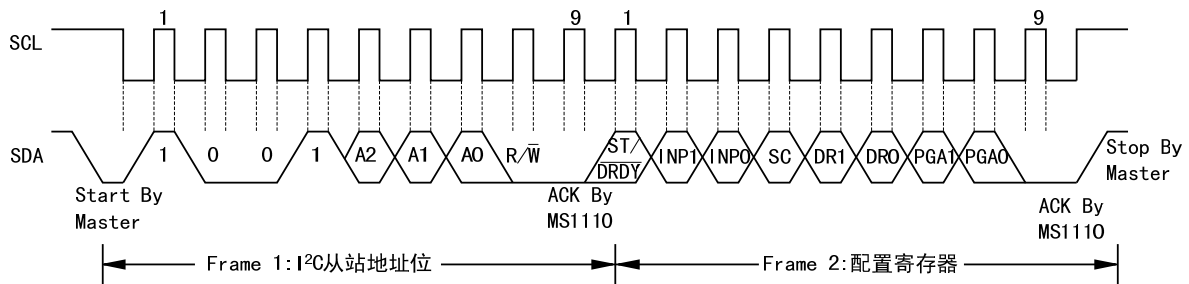 1 9 1 9
SCL
SDA
1 0 0 1 A2 A1 A0 R/W̅ ST/D̅R̅D̅Y̅ INP1 INP0 SC DR1 DR0 PGA1 PGA0
Start By
Master
ACK By
MS1110
ACK By
MS1110
Stop By
Master
Frame 1:I²C从站地址位
Frame 2:配置寄存器